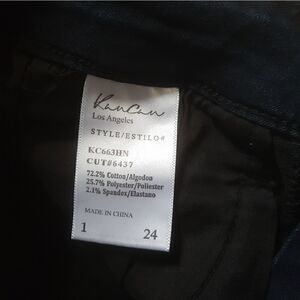 KanCan
Los Angeles
STYLE/ESTILO#
KC663HN
CUT#6437
72.2% Cotton/Algodon
25.7% Polyester/Poliester
2.1% Spandex/Elastano
MADE IN CHINA
1 24